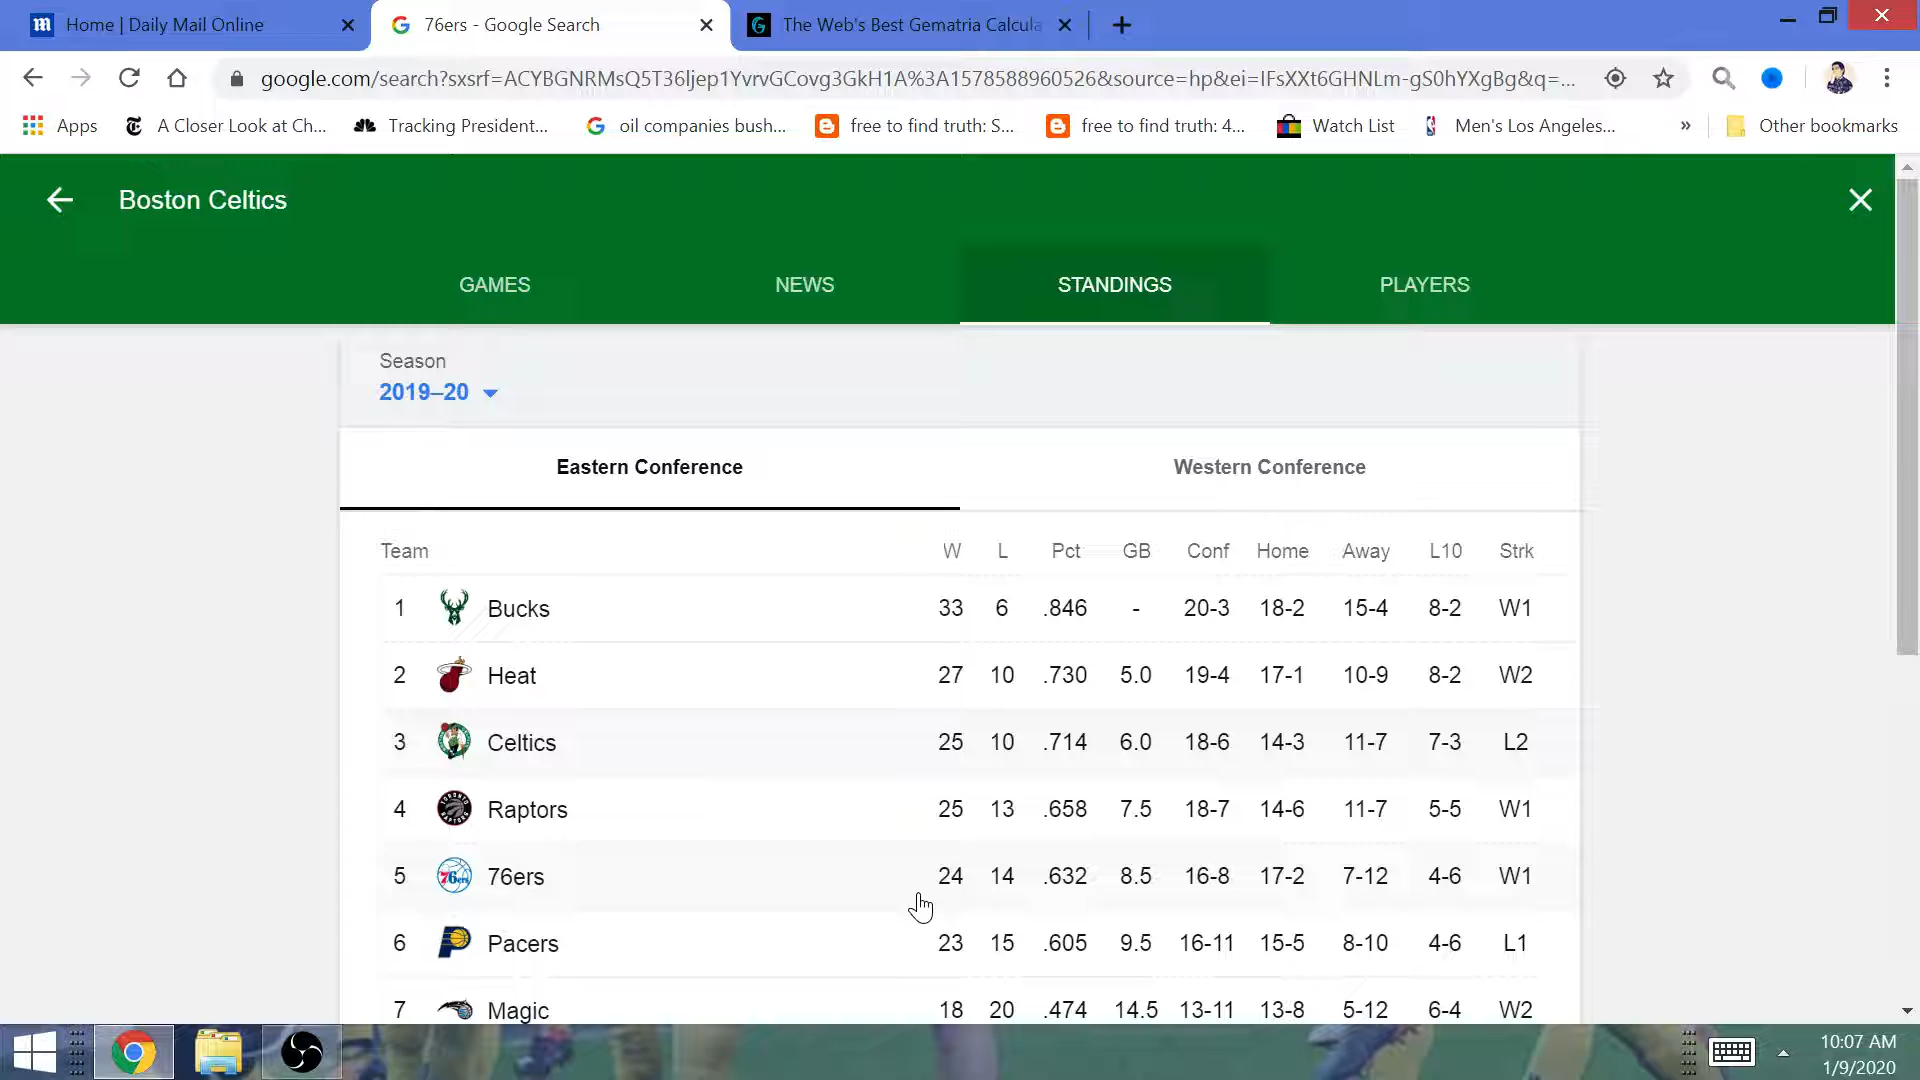 Home | Daily Mail Online
76ers - Google Search
The Web's Best Gematria Calcula
google.com/search?sxsrf=ACYBGNRMsQ5T36ljep1YvrvGCovg3GkH1A%3A1578588960526&source=hp&ei=IFsXXt6GHNLm-gS0hYXgBg&q=...
Apps
A Closer Look at Ch...
Tracking President...
oil companies bush...
free to find truth: S...
free to find truth: 4...
Watch List
Men's Los Angeles...
»
Other bookmarks
Boston Celtics
GAMES NEWS STANDINGS PLAYERS
Season
2019–20
Eastern Conference Western Conference
Team W L Pct GB Conf Home Away L10 Strk
1 Bucks 33 6 .846 - 20-3 18-2 15-4 8-2 W1
2 Heat 27 10 .730 5.0 19-4 17-1 10-9 8-2 W2
3 Celtics 25 10 .714 6.0 18-6 14-3 11-7 7-3 L2
4 Raptors 25 13 .658 7.5 18-7 14-6 11-7 5-5 W1
5 76ers 24 14 .632 8.5 16-8 17-2 7-12 4-6 W1
6 Pacers 23 15 .605 9.5 16-11 15-5 8-10 4-6 L1
7 Magic 18 20 .474 14.5 13-11 13-8 5-12 6-4 W2
10:07 AM
1/9/2020